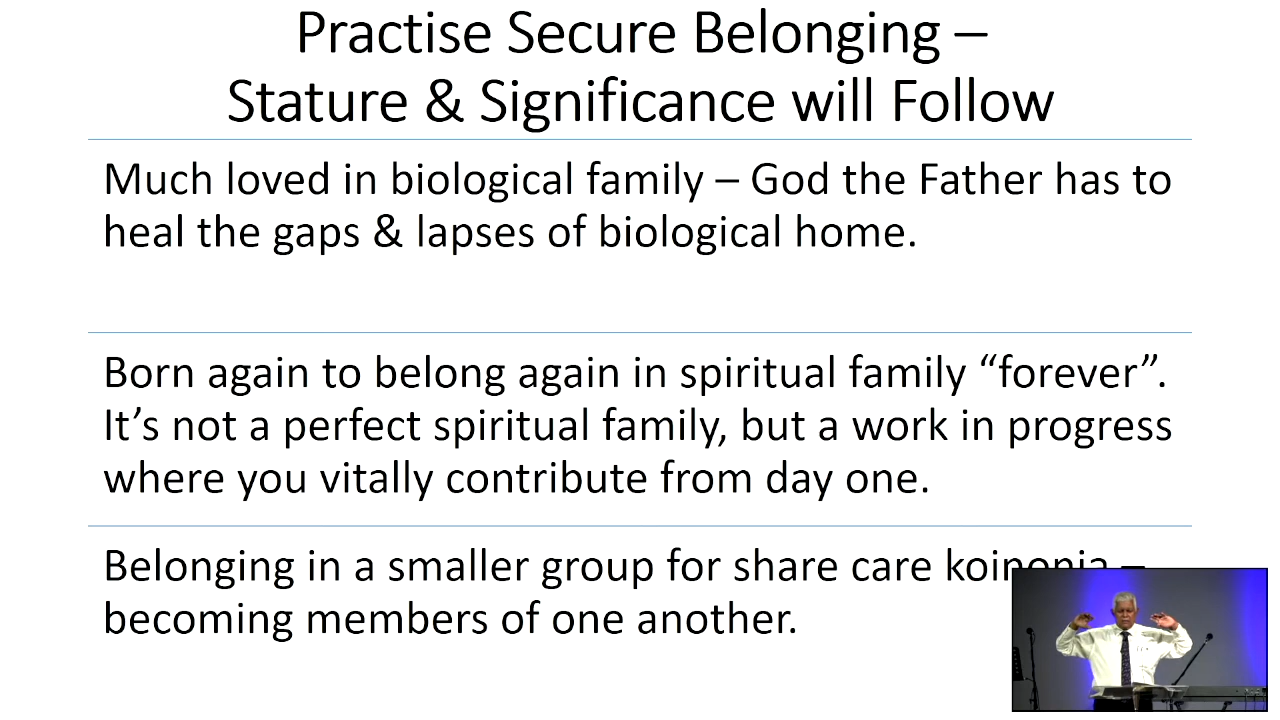 Practise Secure Belonging –
Stature & Significance will Follow
Much loved in biological family – God the Father has to
heal the gaps & lapses of biological home.
Born again to belong again in spiritual family “forever”.
It’s not a perfect spiritual family, but a work in progress
where you vitally contribute from day one.
Belonging in a smaller group for share care koinonia –
becoming members of one another.